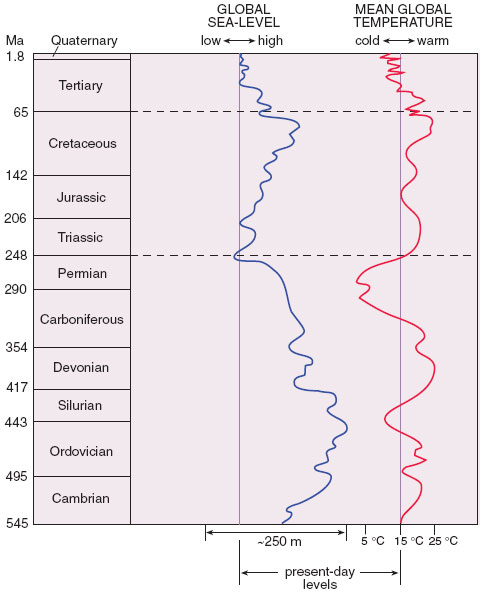 GLOBAL
SEA-LEVEL
low high
MEAN GLOBAL
TEMPERATURE
cold warm
Ma Quaternary
1.8
Tertiary
65
Cretaceous
142
Jurassic
206
Triassic
248
Permian
290
Carboniferous
354
Devonian
417
Silurian
443
Ordovician
495
Cambrian
545
~250 m
5 °C 15 °C 25 °C
present-day
levels